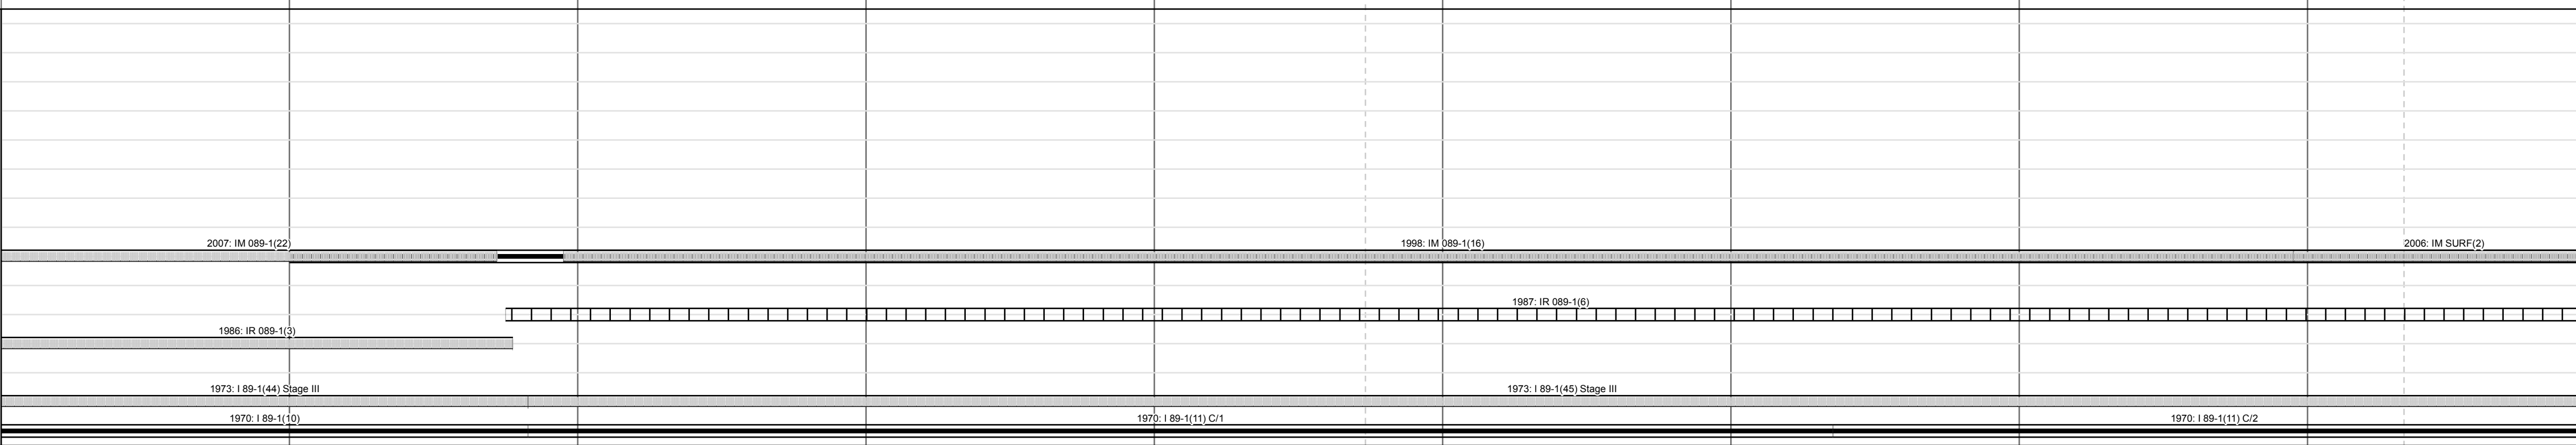 2007: IM 089-1(22)
1998: IM 089-1(16)
2006: IM SURF(2)
1987: IR 089-1(6)
1986: IR 089-1(3)
1973: I 89-1(44) Stage III
1973: I 89-1(45) Stage III
1970: I 89-1(10)
1970: I 89-1(11) C/1
1970: I 89-1(11) C/2